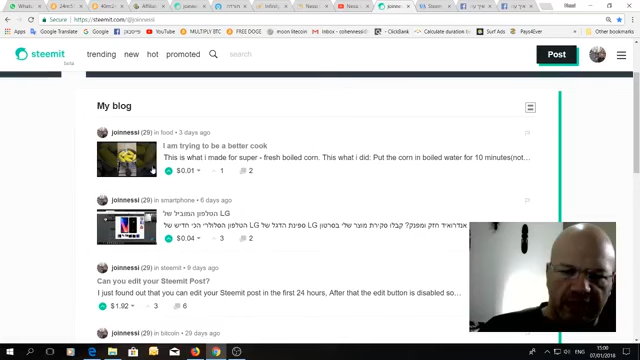 Secure
https://steemit.com/@joinnessi
Apps
Google
Google Translate
פייסבוק
YouTube
MULTIPLY BTC
FREE DOGE
moon litecoin
ClickBank
Calculate duration
Surf Ads
Pays4Ever
Other bookmarks
steemit
beta
trending new hot promoted
search
Post
My blog
joinnessi (29) in food • 3 days ago
I am trying to be a better cook
This is what i made for super - fresh boiled corn. This what i did: Put the corn in boiled water for 10 minutes(not…
$0.01 1 2
joinnessi (29) in smartphone • 6 days ago
הטלפון המוביל של LG
$0.04 3 2
joinnessi (29) in steemit • 9 days ago
Can you edit your Steemit Post?
I just found out that you can edit your Steemit post in the first 24 hours. After that the edit button is disabled so…
$1.92 3 6
joinnessi (29) in bitcoin • 29 days ago
ENG
15:00
07/01/2018